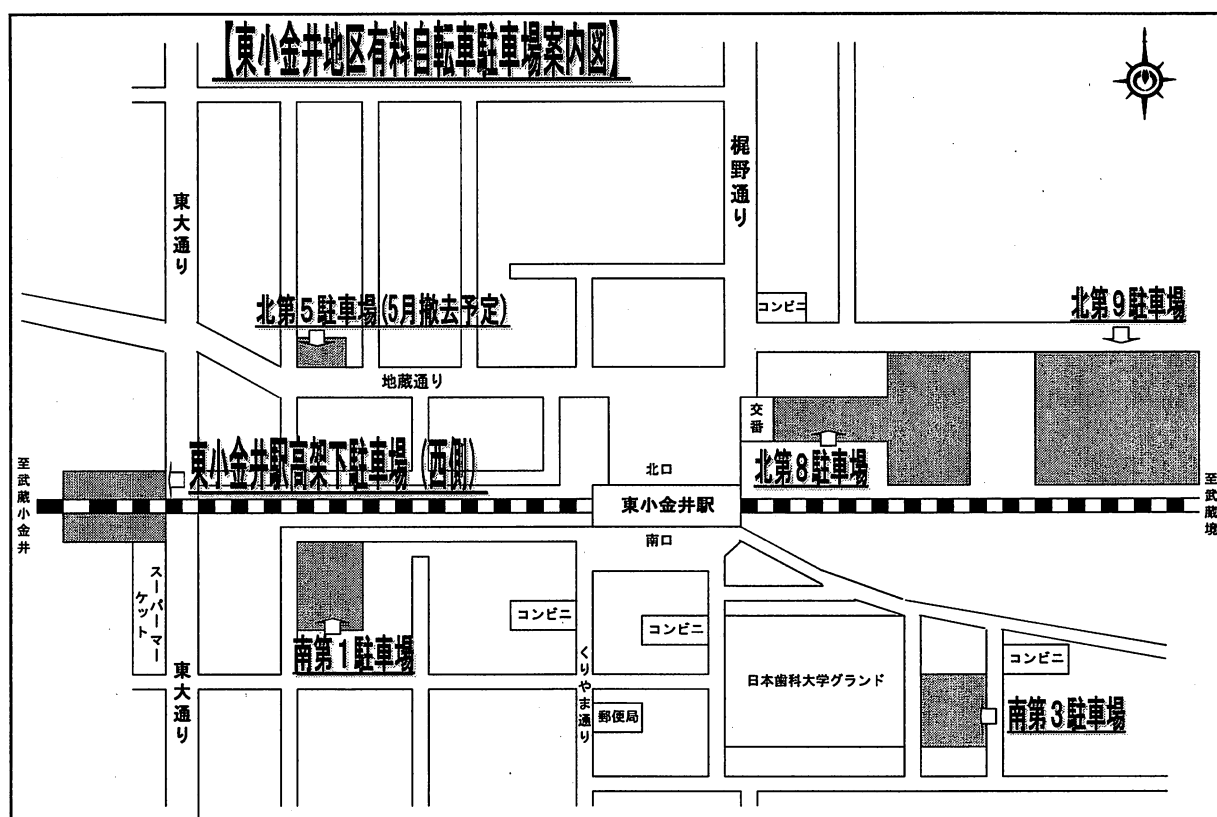 【東小金井地区有料自転車駐車場案内図】
梶野通り
東大通り
北第5駐車場(5月撤去予定)
コンビニ
北第9駐車場
地蔵通り
交番
東小金井駅高架下駐車場(西側)
北口
北第8駐車場
至武蔵小金井
東小金井駅
至武蔵境
南口
スーパーマーケット
コンビニ
コンビニ
南第1駐車場
くりやま通り
コンビニ
東大通り
日本歯科大学グランド
郵便局
南第3駐車場